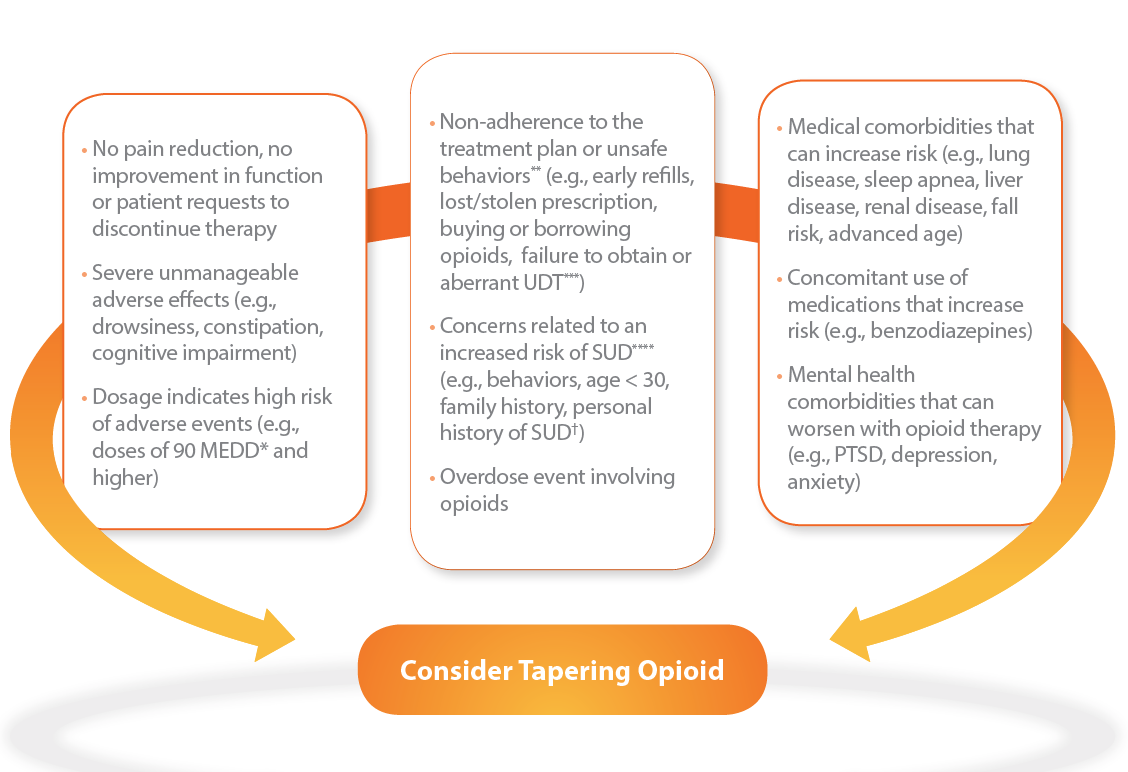 • No pain reduction, no
improvement in function
or patient requests to
discontinue therapy
• Severe unmanageable
adverse effects (e.g.,
drowsiness, constipation,
cognitive impairment)
• Dosage indicates high risk
of adverse events (e.g.,
doses of 90 MEDD* and
higher)
• Non-adherence to the
treatment plan or unsafe
behaviors** (e.g., early refills,
lost/stolen prescription,
buying or borrowing
opioids, failure to obtain or
aberrant UDT***)
• Concerns related to an
increased risk of SUD****
(e.g., behaviors, age < 30,
family history, personal
history of SUD†)
• Overdose event involving
opioids
• Medical comorbidities that
can increase risk (e.g., lung
disease, sleep apnea, liver
disease, renal disease, fall
risk, advanced age)
• Concomitant use of
medications that increase
risk (e.g., benzodiazepines)
• Mental health
comorbidities that can
worsen with opioid therapy
(e.g., PTSD, depression,
anxiety)
Consider Tapering Opioid